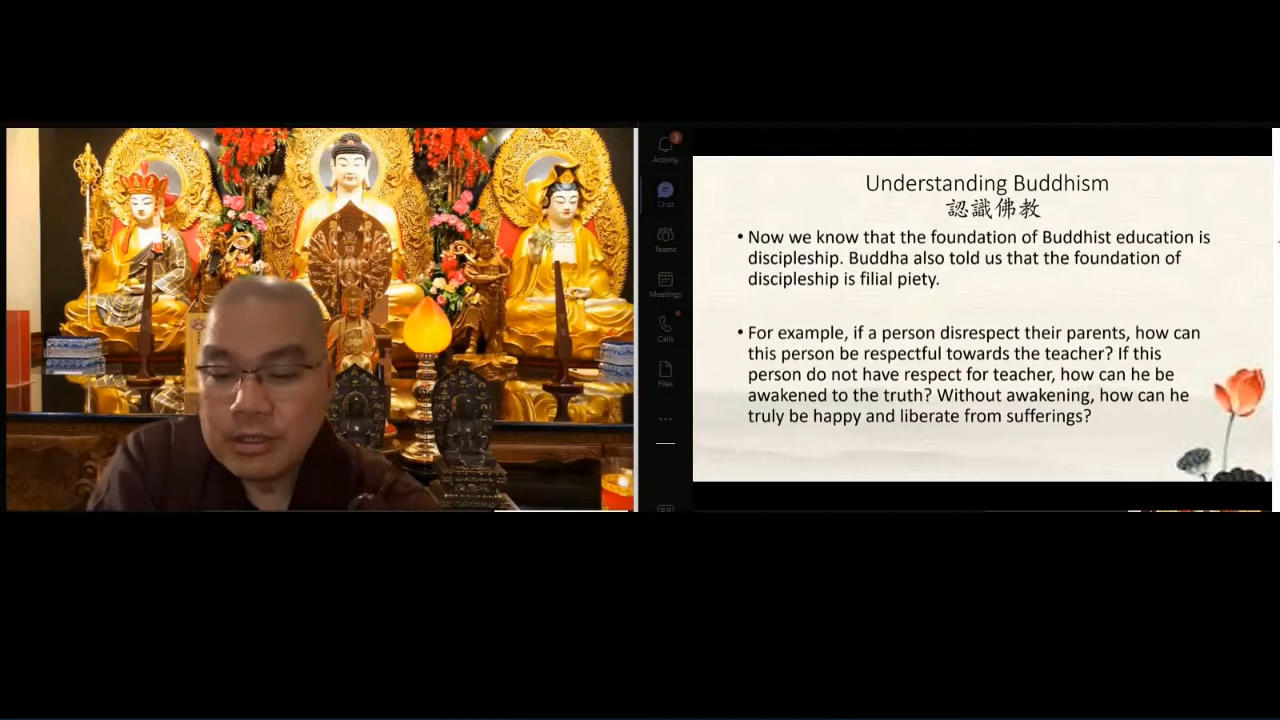 3
Activity
Chat
Teams
Meetings
Calls
Files
Understanding Buddhism
認識佛教
• Now we know that the foundation of Buddhist education is
discipleship. Buddha also told us that the foundation of
discipleship is filial piety.
• For example, if a person disrespect their parents, how can
this person be respectful towards the teacher? If this
person do not have respect for teacher, how can he be
awakened to the truth? Without awakening, how can he
truly be happy and liberate from sufferings?